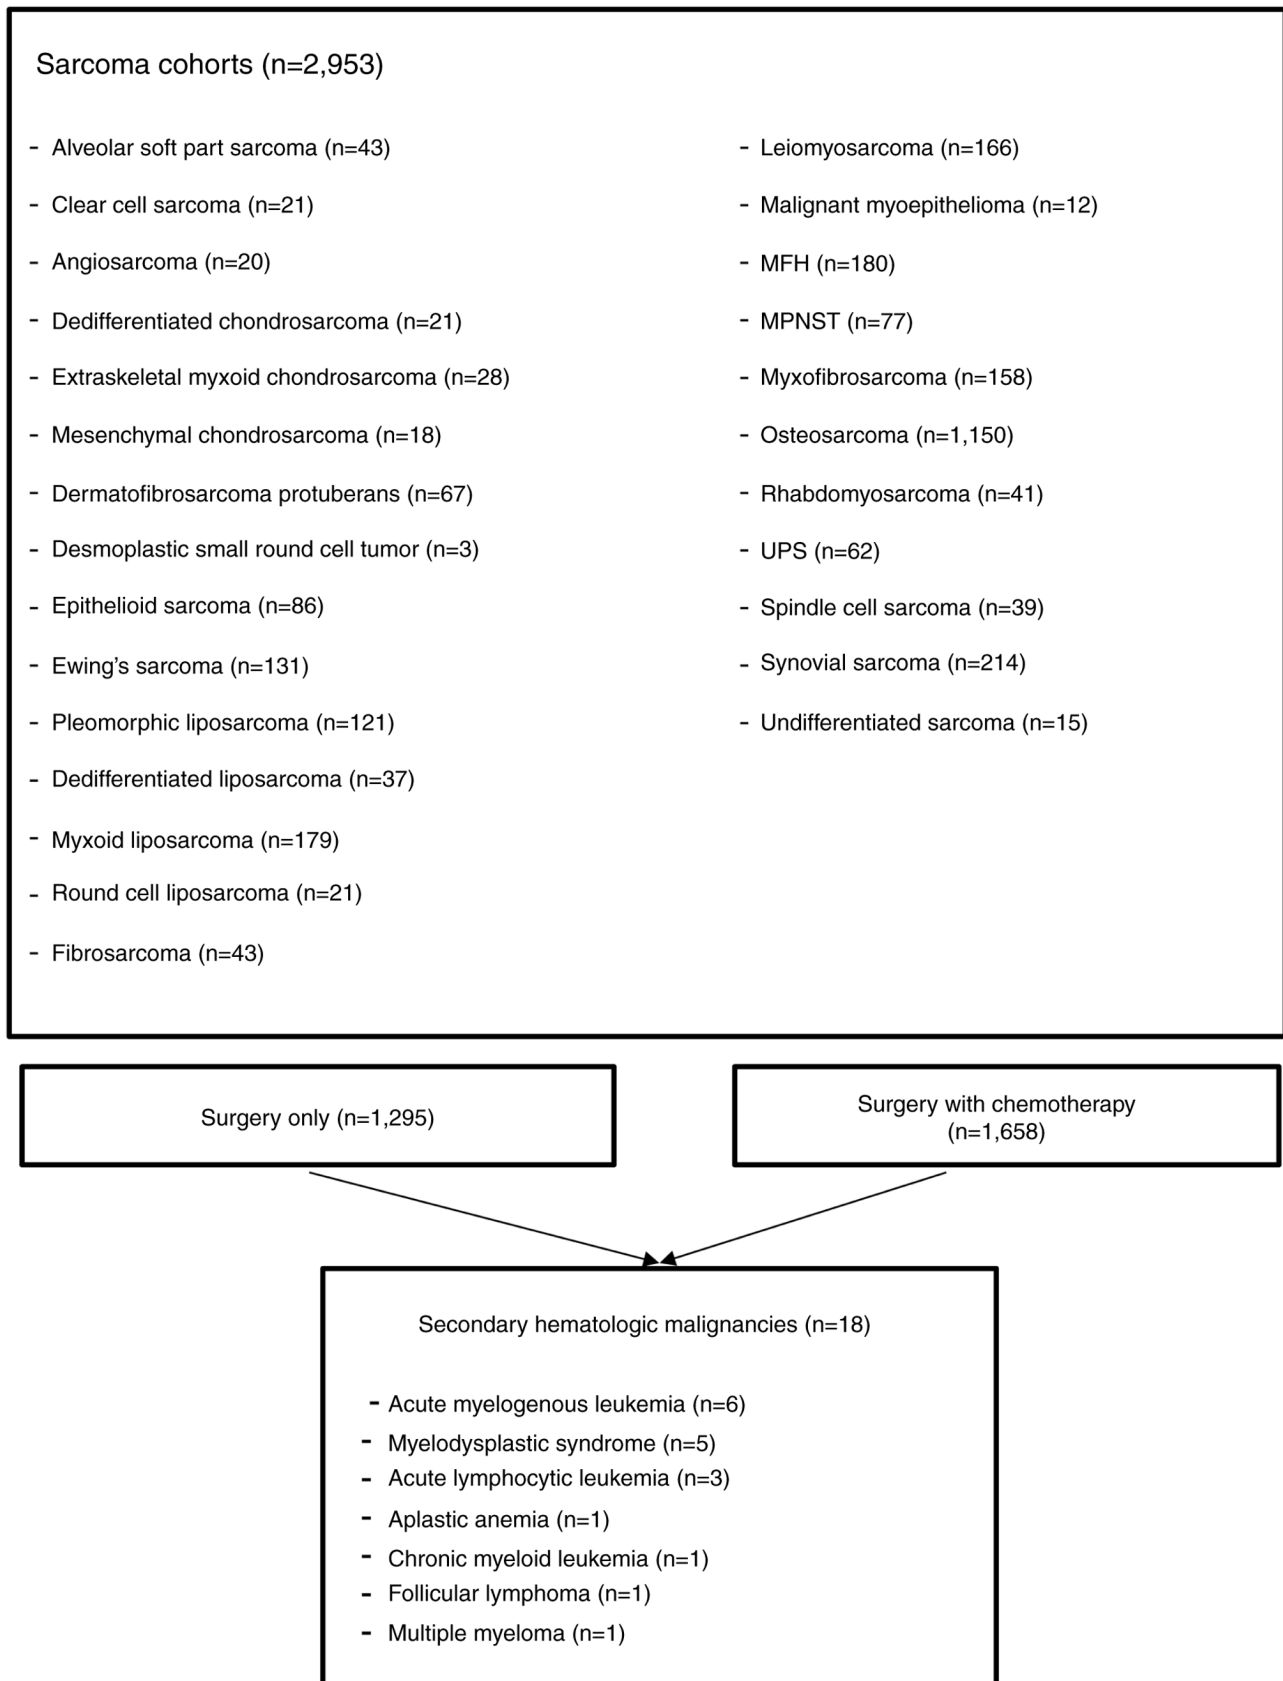 Sarcoma cohorts (n=2,953)
- Alveolar soft part sarcoma (n=43)
- Clear cell sarcoma (n=21)
- Angiosarcoma (n=20)
- Dedifferentiated chondrosarcoma (n=21)
- Extraskeletal myxoid chondrosarcoma (n=28)
- Mesenchymal chondrosarcoma (n=18)
- Dermatofibrosarcoma protuberans (n=67)
- Desmoplastic small round cell tumor (n=3)
- Epithelioid sarcoma (n=86)
- Ewing's sarcoma (n=131)
- Pleomorphic liposarcoma (n=121)
- Dedifferentiated liposarcoma (n=37)
- Myxoid liposarcoma (n=179)
- Round cell liposarcoma (n=21)
- Fibrosarcoma (n=43)
- Leiomyosarcoma (n=166)
- Malignant myoepithelioma (n=12)
- MFH (n=180)
- MPNST (n=77)
- Myxofibrosarcoma (n=158)
- Osteosarcoma (n=1,150)
- Rhabdomyosarcoma (n=41)
- UPS (n=62)
- Spindle cell sarcoma (n=39)
- Synovial sarcoma (n=214)
- Undifferentiated sarcoma (n=15)
Surgery only (n=1,295)
Surgery with chemotherapy
(n=1,658)
Secondary hematologic malignancies (n=18)
- Acute myelogenous leukemia (n=6)
- Myelodysplastic syndrome (n=5)
- Acute lymphocytic leukemia (n=3)
- Aplastic anemia (n=1)
- Chronic myeloid leukemia (n=1)
- Follicular lymphoma (n=1)
- Multiple myeloma (n=1)